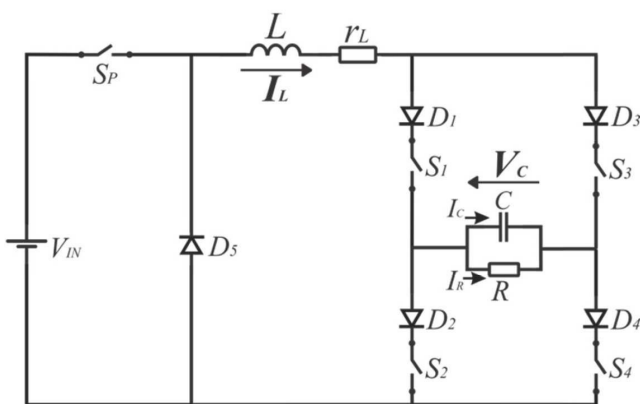 L
r_L
S_P
I_L
D_1
D_3
S_1
V_c
S_3
I_C
C
V_IN
D_5
I_R
R
D_2
D_4
S_2
S_4